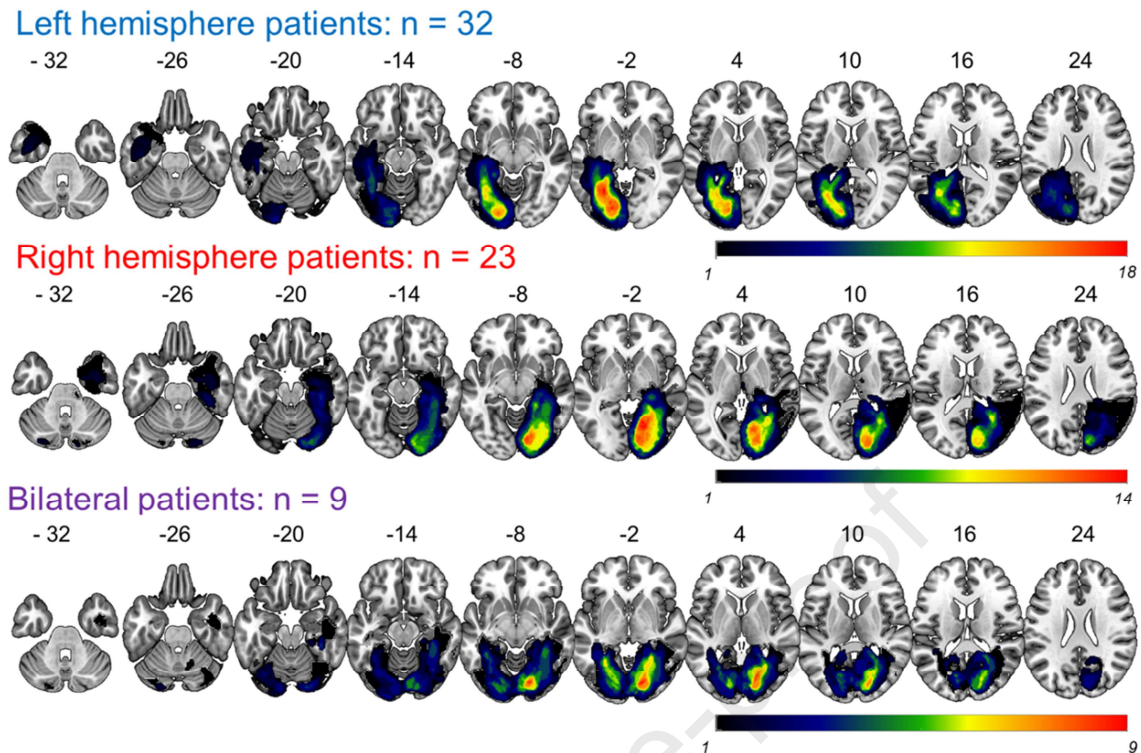 Left hemisphere patients: n = 32
- 32 -26 -20 -14 -8 -2 4 10 16 24
1 18
Right hemisphere patients: n = 23
- 32 -26 -20 -14 -8 -2 4 10 16 24
1 14
Bilateral patients: n = 9
- 32 -26 -20 -14 -8 -2 4 10 16 24
1 9